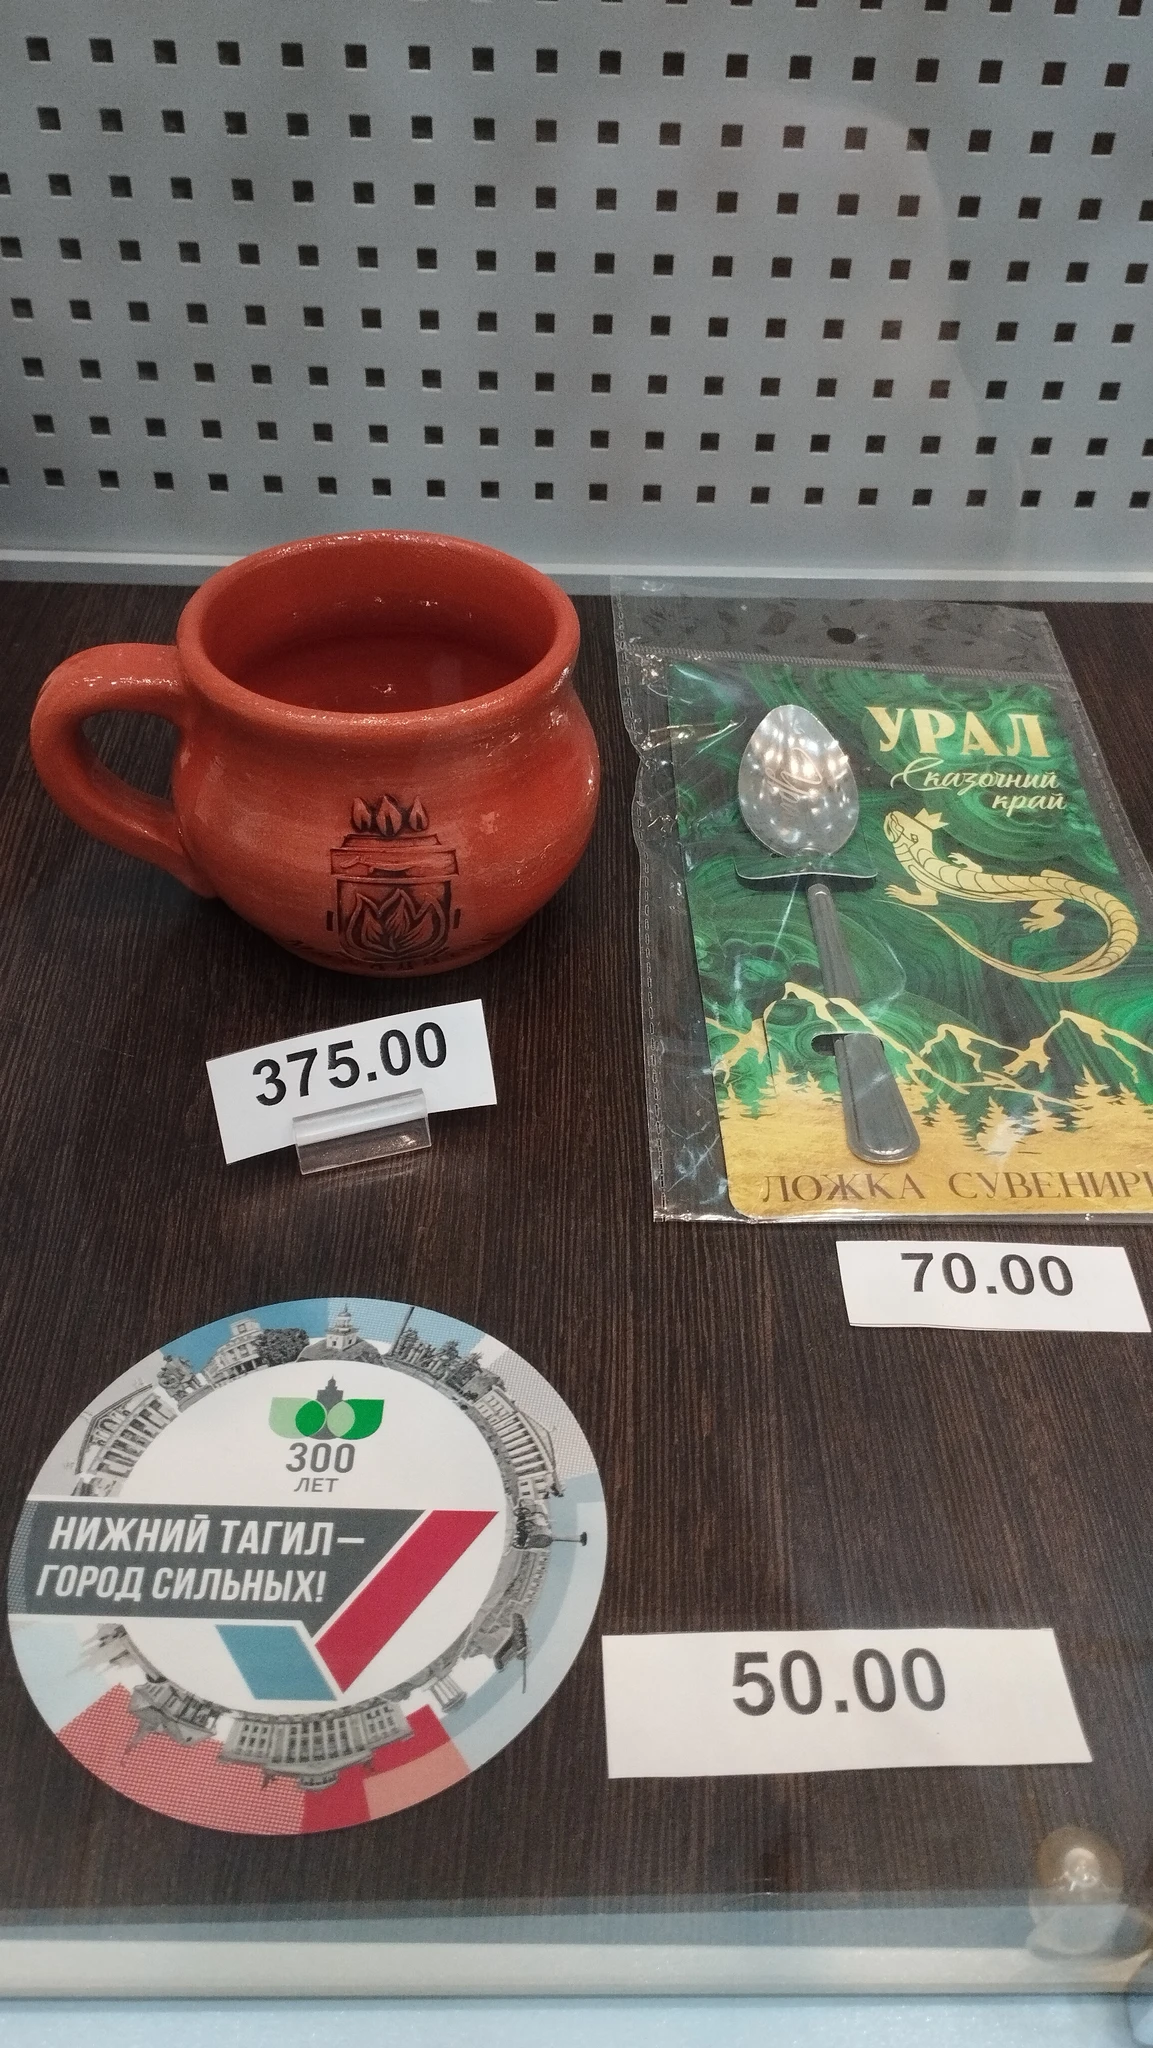 УРАЛ
Сказочный
край
375.00
ЛОЖКА СУВЕНИРН
70.00
300
ЛЕТ
НИЖНИЙ ТАГИЛ –
ГОРОД СИЛЬНЫХ!
50.00